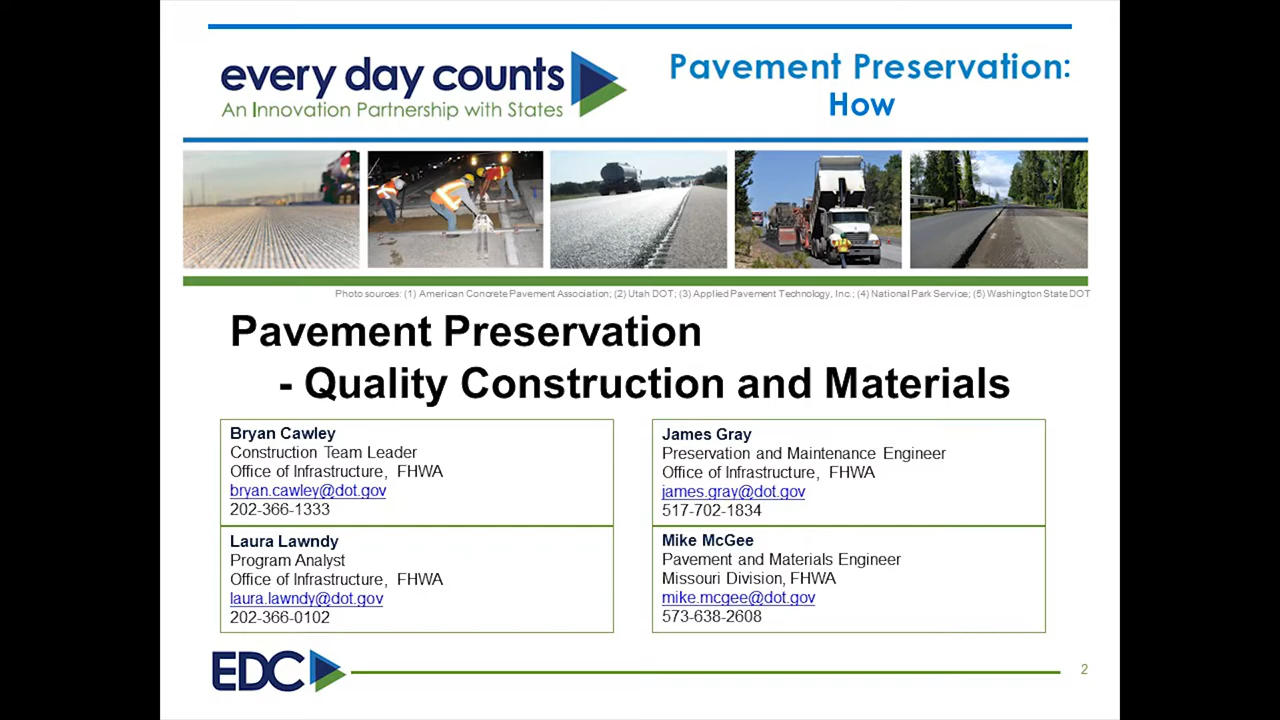 every day counts
An Innovation Partnership with States
Pavement Preservation:
How
Photo sources: (1) American Concrete Pavement Association; (2) Utah DOT; (3) Applied Pavement Technology, Inc.; (4) National Park Service; (5) Washington State DOT
Pavement Preservation
- Quality Construction and Materials
Bryan Cawley
Construction Team Leader
Office of Infrastructure, FHWA
bryan.cawley@dot.gov
202-366-1333
James Gray
Preservation and Maintenance Engineer
Office of Infrastructure, FHWA
james.gray@dot.gov
517-702-1834
Laura Lawndy
Program Analyst
Office of Infrastructure, FHWA
laura.lawndy@dot.gov
202-366-0102
Mike McGee
Pavement and Materials Engineer
Missouri Division, FHWA
mike.mcgee@dot.gov
573-638-2608
EDC
2